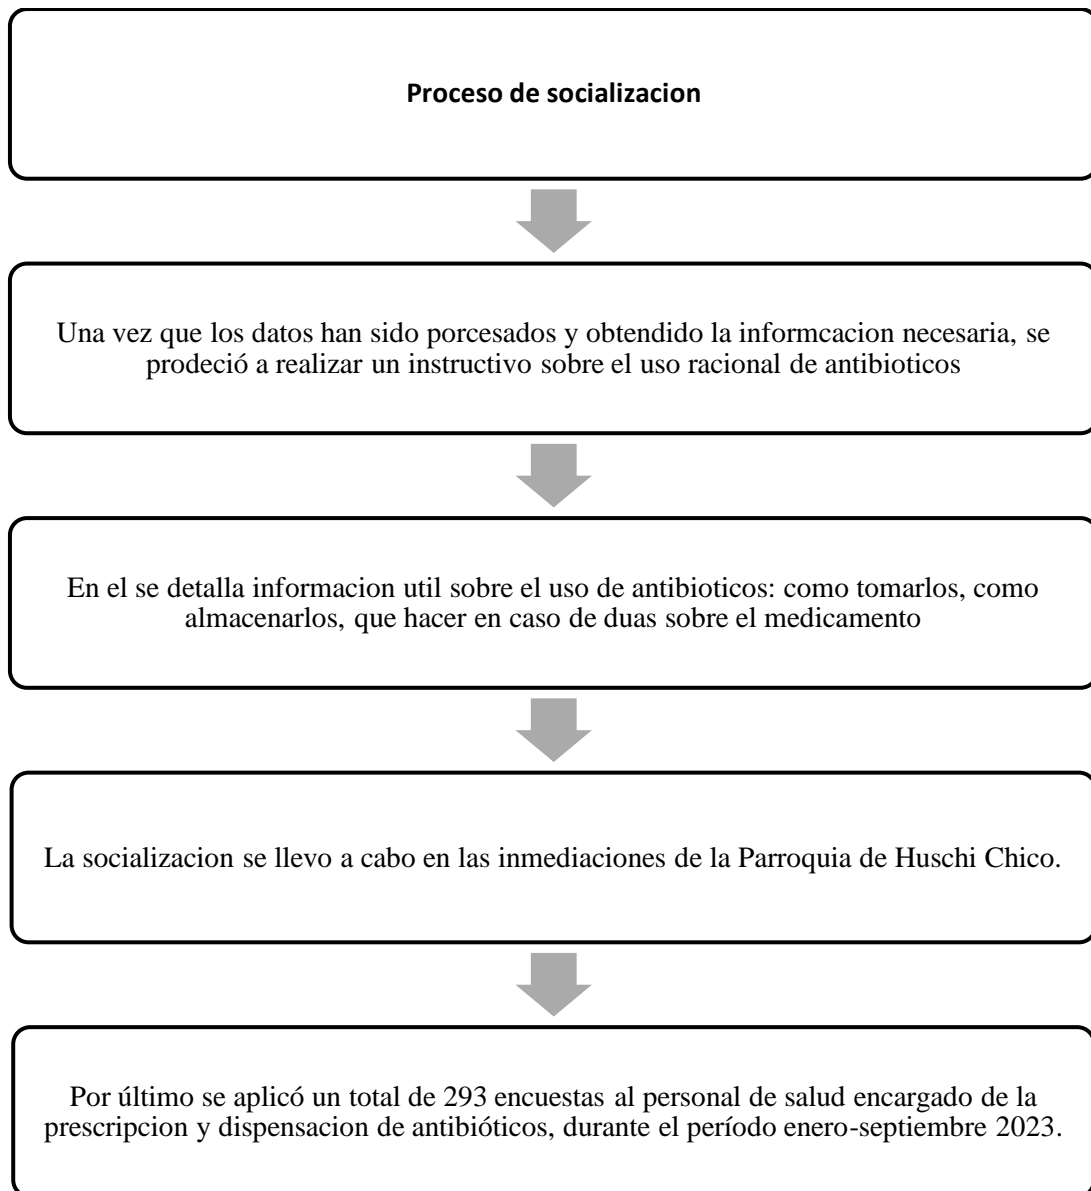 Proceso de socializacion
Una vez que los datos han sido porcesados y obtendido la informcacion necesaria, se
prodeció a realizar un instructivo sobre el uso racional de antibioticos
En el se detalla informacion util sobre el uso de antibioticos: como tomarlos, como
almacenarlos, que hacer en caso de duas sobre el medicamento
La socializacion se llevo a cabo en las inmediaciones de la Parroquia de Huschi Chico.
Por último se aplicó un total de 293 encuestas al personal de salud encargado de la
prescripcion y dispensacion de antibióticos, durante el período enero-septiembre 2023.